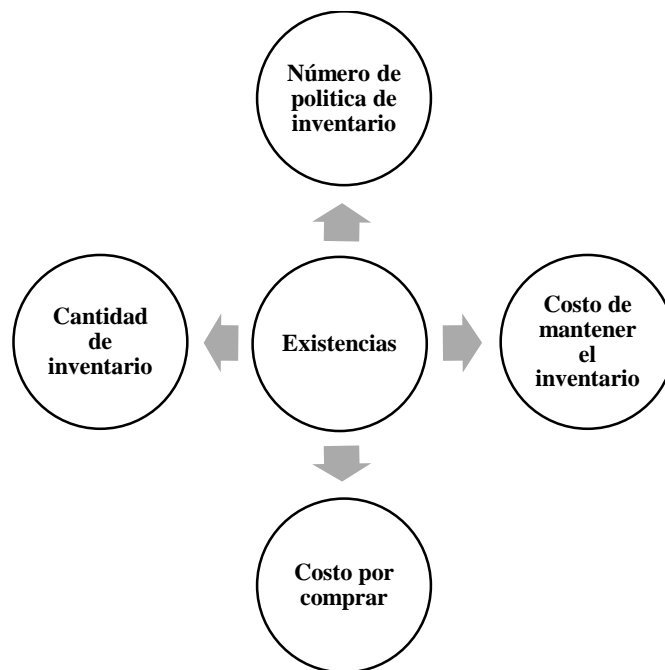 Número de
politica de
inventario
Cantidad
de
inventario
Existencias
Costo de
mantener
el
inventario
Costo por
comprar